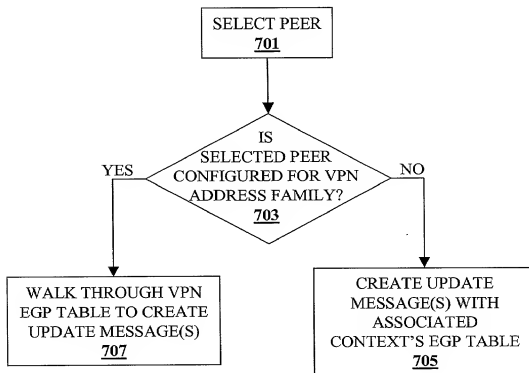 SELECT PEER
701
IS
SELECTED PEER
CONFIGURED FOR VPN
ADDRESS FAMILY?
703
YES
NO
WALK THROUGH VPN
EGP TABLE TO CREATE
UPDATE MESSAGE(S)
707
CREATE UPDATE
MESSAGE(S) WITH
ASSOCIATED
CONTEXT'S EGP TABLE
705